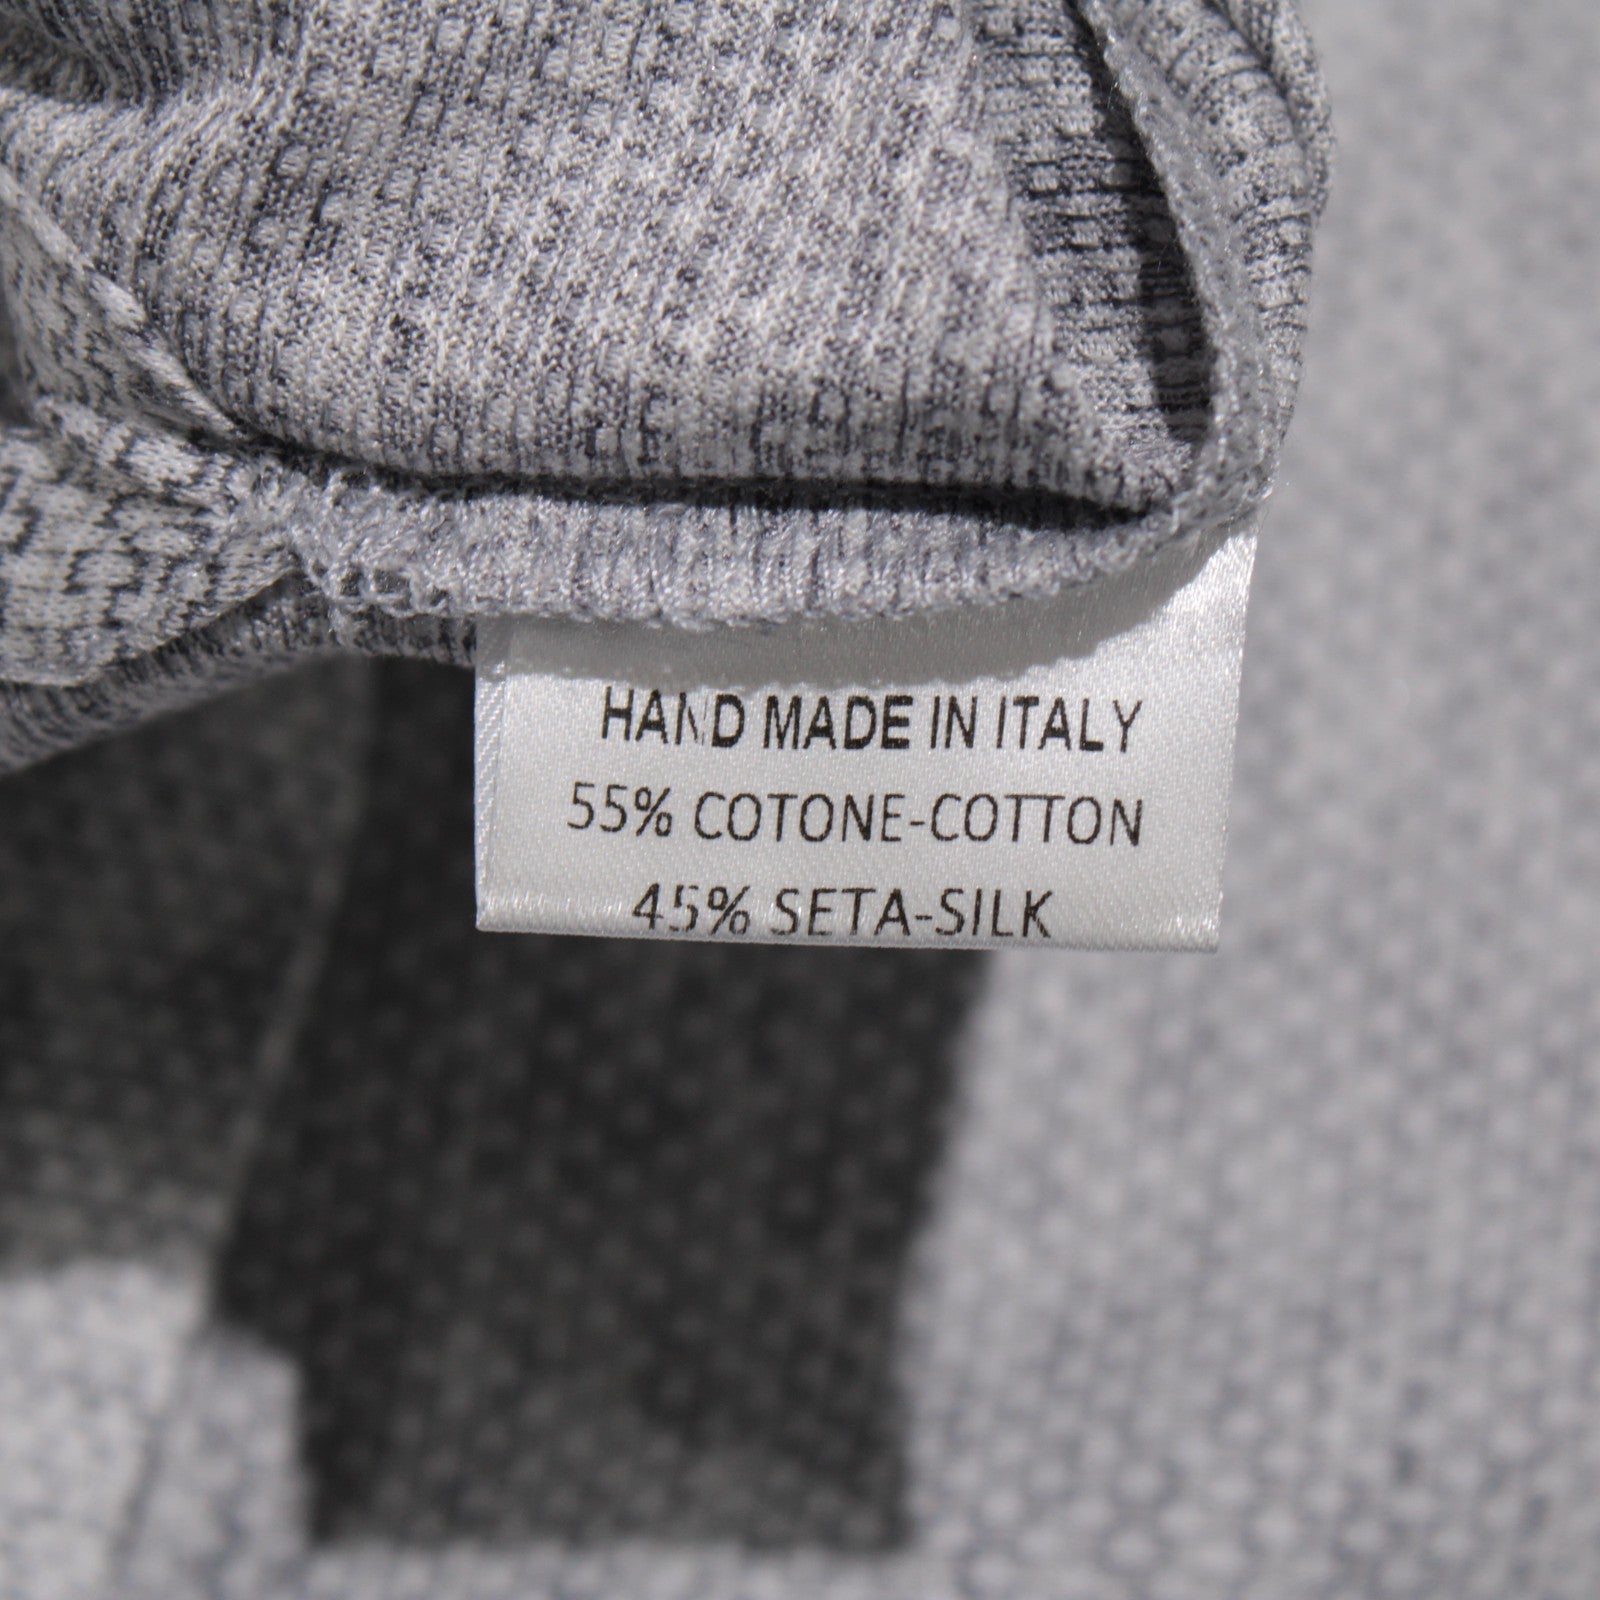 HAND MADE IN ITALY
55% COTONE-COTTON
45% SETA-SILK